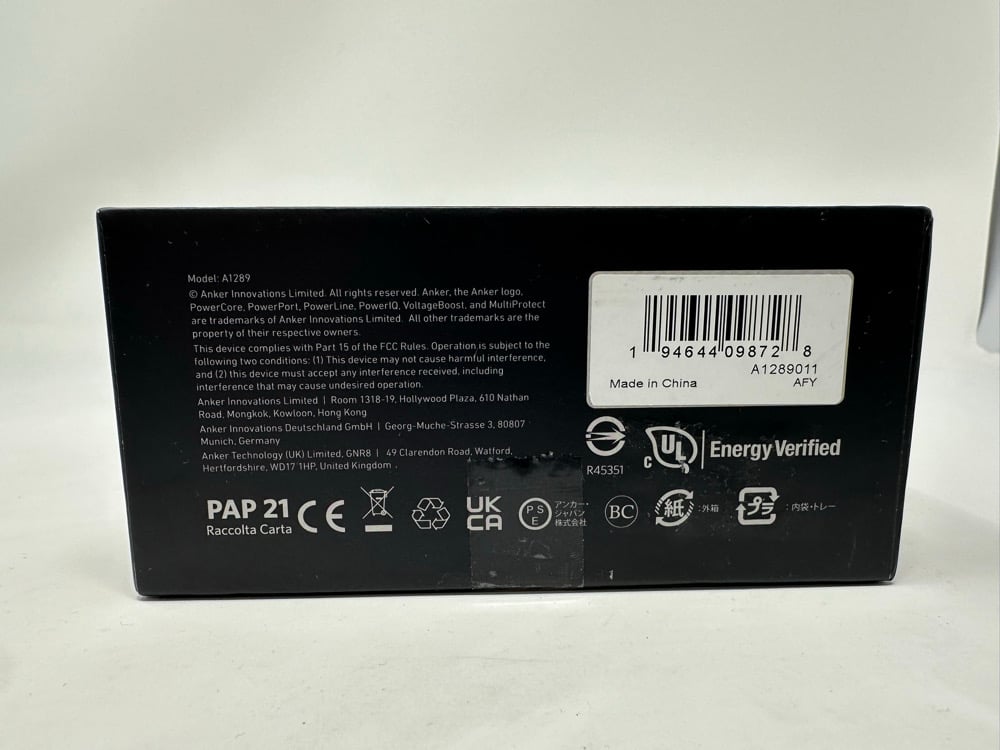 Model: A1289
© Anker Innovations Limited. All rights reserved. Anker, the Anker logo,
PowerCore, PowerPort, PowerLine, PowerIQ, VoltageBoost, and MultiProtect
are trademarks of Anker Innovations Limited. All other trademarks are the
property of their respective owners.
This device complies with Part 15 of the FCC Rules. Operation is subject to the
following two conditions: (1) This device may not cause harmful interference,
and (2) this device must accept any interference received, including
interference that may cause undesired operation.
Anker Innovations Limited | Room 1318-19, Hollywood Plaza, 610 Nathan
Road, Mongkok, Kowloon, Hong Kong
Anker Innovations Deutschland GmbH | Georg-Muche-Strasse 3, 80807
Munich, Germany
Anker Technology (UK) Limited, GNR8 | 49 Clarendon Road, Watford,
Hertfordshire, WD17 1HP, United Kingdom
1 94644 09872 8
A1289011
Made in China AFY
R45351
c UL Energy Verified
PAP 21
Raccolta Carta
CE
UK
CA
PS
E
アンカー・
ジャパン
株式会社
BC
紙 :外箱
プラ :内袋・トレー